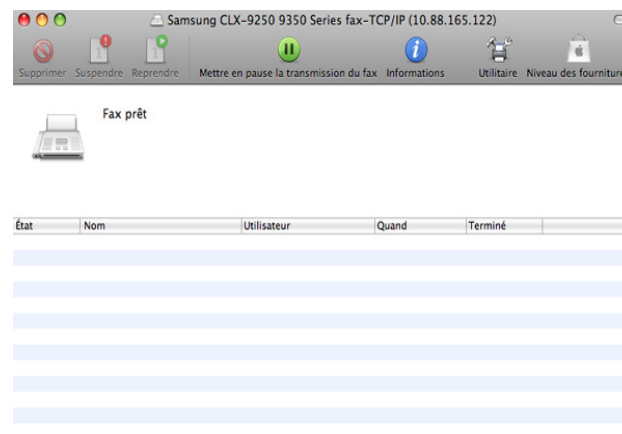 Samsung CLX-9250 9350 Series fax-TCP/IP (10.88.165.122)
Supprimer Suspendre Reprendre Mettre en pause la transmission du fax Informations Utilitaire Niveau des fourniture
Fax prêt
État Nom Utilisateur Quand Terminé